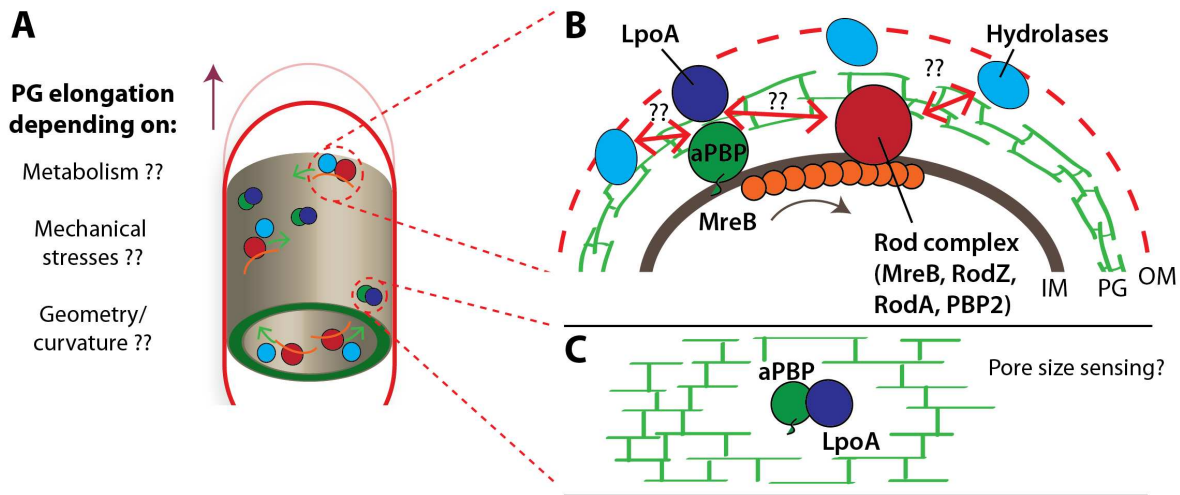 A
PG elongation
depending on:
Metabolism ??
Mechanical
stresses ??
Geometry/
curvature ??
B
LpoA
Hydrolases
??
??
??
aPBP
MreB
Rod complex
(MreB, RodZ,
RodA, PBP2)
IM
PG
OM
C
aPBP
LpoA
Pore size sensing?